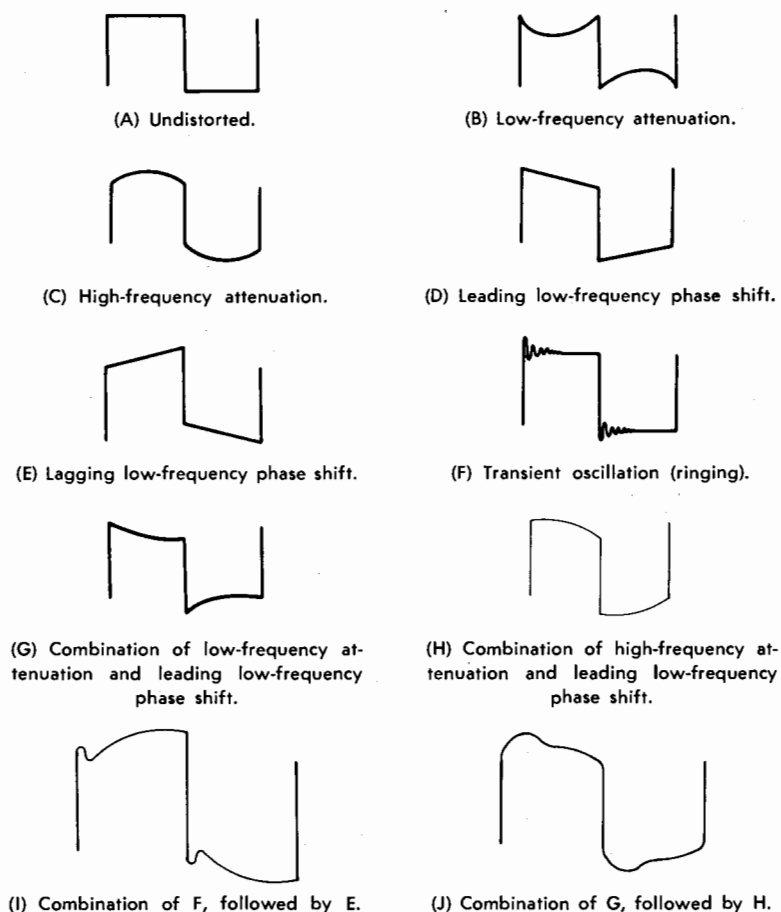 (A) Undistorted.
(B) Low-frequency attenuation.
(C) High-frequency attenuation.
(D) Leading low-frequency phase shift.
(E) Lagging low-frequency phase shift.
(F) Transient oscillation (ringing).
(G) Combination of low-frequency at-
tenuation and leading low-frequency
phase shift.
(H) Combination of high-frequency at-
tenuation and leading low-frequency
phase shift.
(I) Combination of F, followed by E.
(J) Combination of G, followed by H.